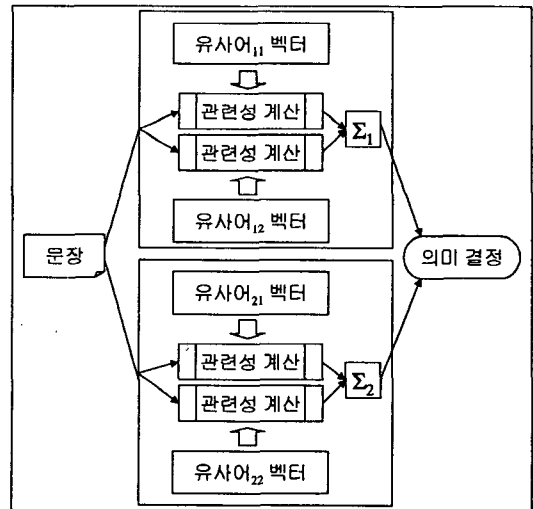 유사어₁₁ 벡터
관련성 계산
Σ₁
관련성 계산
유사어₁₂ 벡터
문장
의미 결정
유사어₂₁ 벡터
관련성 계산
Σ₂
관련성 계산
유사어₂₂ 벡터